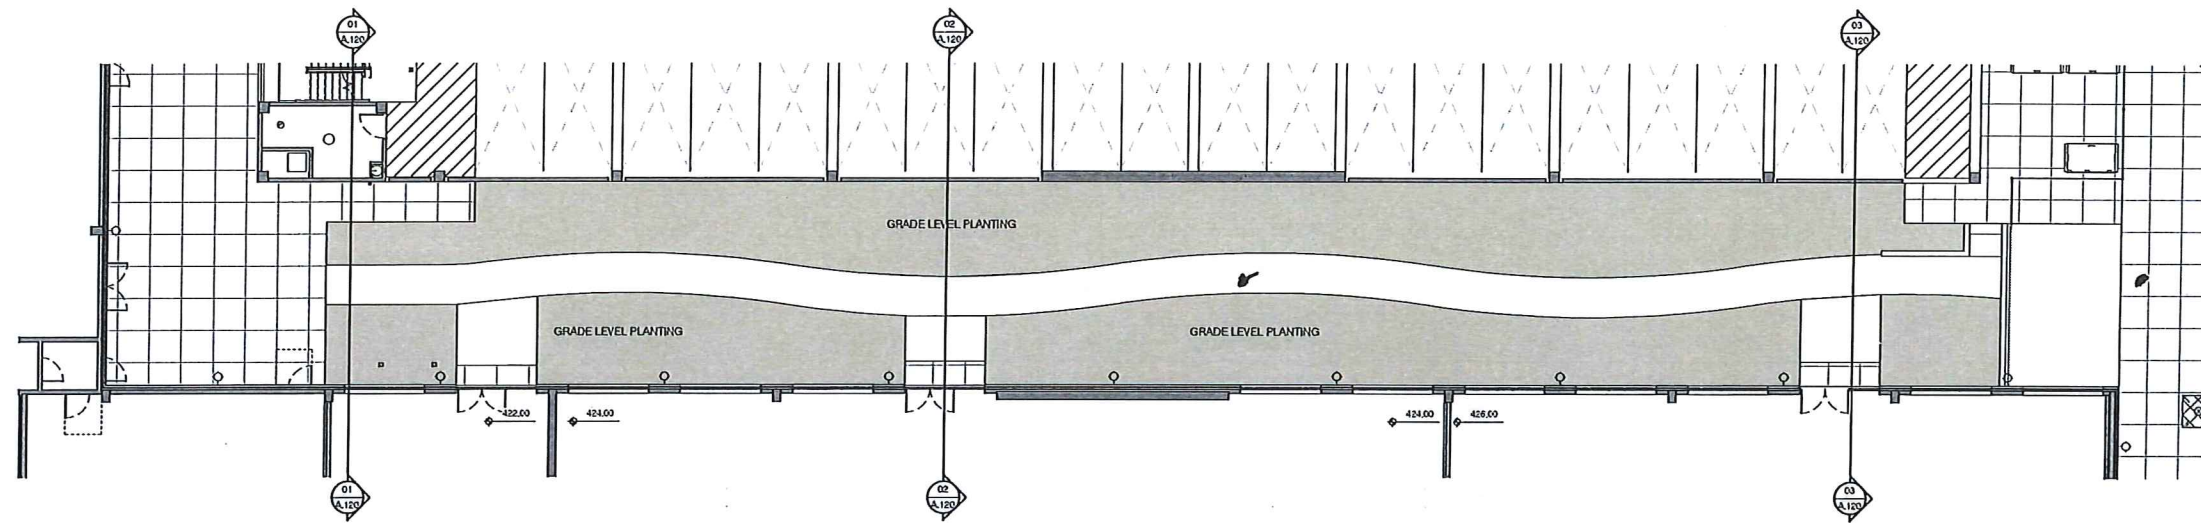 01
A.120
02
A.120
03
A.120
GRADE LEVEL PLANTING
GRADE LEVEL PLANTING
GRADE LEVEL PLANTING
422.00
424.00
424.00
426.00
01
A.120
02
A.120
03
A.120